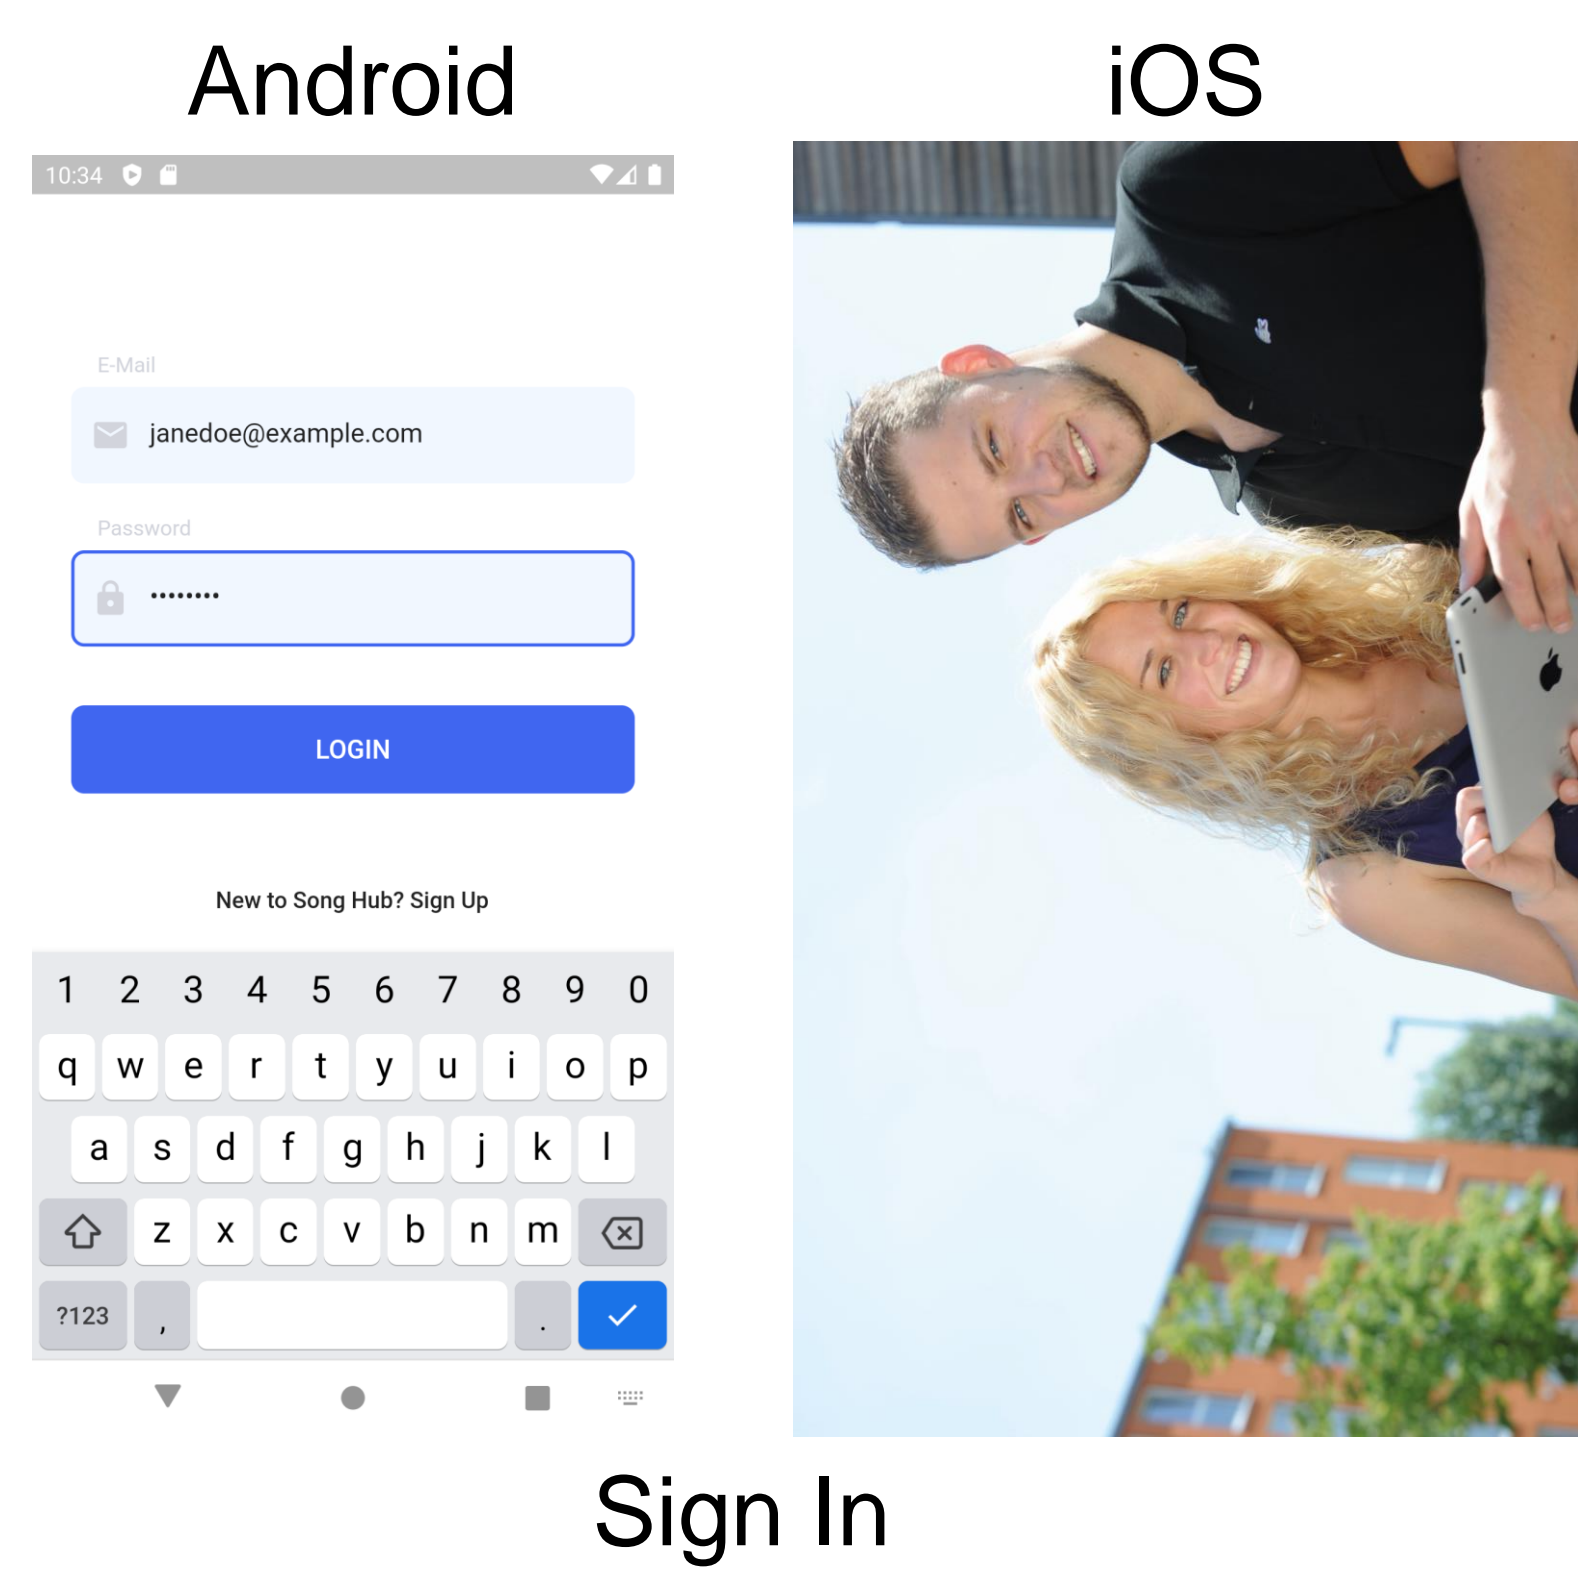 Android
iOS
10:34
E-Mail
janedoe@example.com
Password
••••••••
LOGIN
New to Song Hub? Sign Up
1 2 3 4 5 6 7 8 9 0
q w e r t y u i o p
a s d f g h j k l
z x c v b n m
?123 , .
Sign In